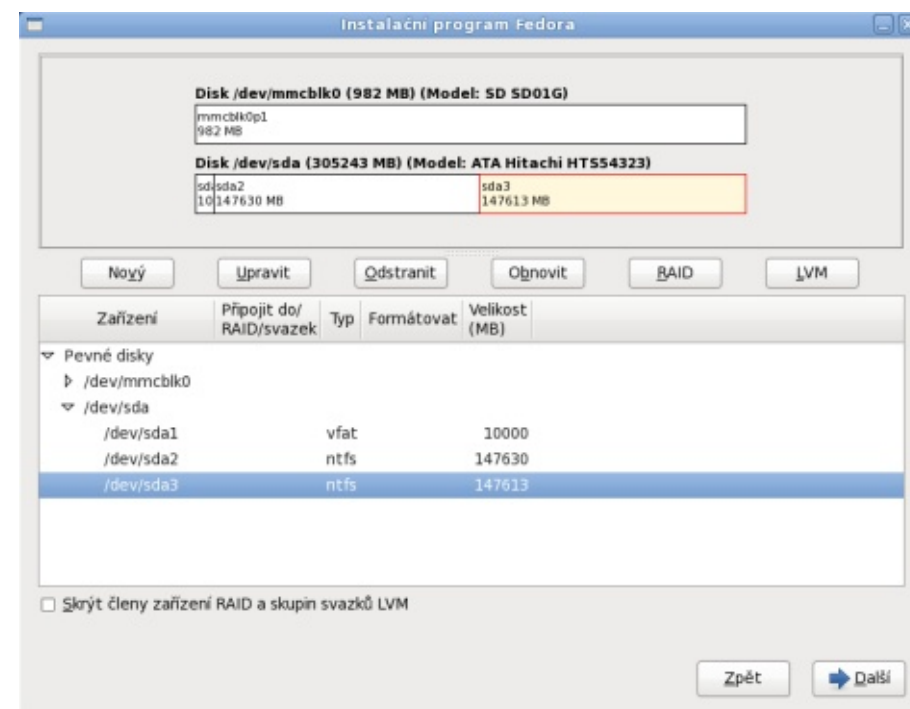 Instalační program Fedora
Disk /dev/mmcblk0 (982 MB) (Model: SD SD01G)
mmcblk0p1
982 MB
Disk /dev/sda (305243 MB) (Model: ATA Hitachi HTS54323)
sda2
10 147630 MB
sda3
147613 MB
Nový Upravit Odstranit Obnovit RAID LVM
Zařízení Připojit do/ RAID/svazek Typ Formátovat Velikost (MB)
Pevné disky
/dev/mmcblk0
/dev/sda
/dev/sda1 vfat 10000
/dev/sda2 ntfs 147630
/dev/sda3 ntfs 147613
Skrýt členy zařízení RAID a skupin svazků LVM
Zpět Další